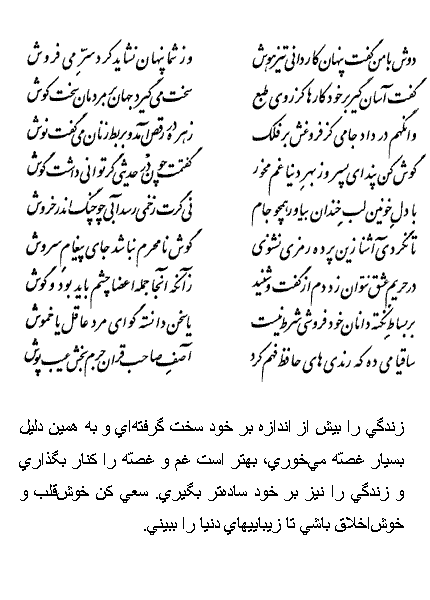 دوش با من گفت پنهان کاردانی تیزهوش وز شما پنهان نشاید کرد سرّ می فروش
گفت آسان گیر بر خود کارها کز روی طبع سخت می گیرد جهان بر مردمان سخت کوش
وانگهم در داد جامی کز فروغش بر فلک زهره در رقص آمد و بربط زنان می گفت نوش
گوش کن پند ای پسر وز بهر دنیا غم مخور گفتمت چون در حدیثی گر توانی داشت گوش
با دل خونین لب خندان بیاور همچو جام نی گرت زخمی رسد آیی چو چنگ اندر خروش
تا نگردی آشنا زین پرده رمزی نشنوی گوش نامحرم نباشد جای پیغام سروش
در حریم عشق نتوان زد دم از گفت و شنید زآنکه آنجا جمله اعضا چشم باید بود و گوش
بر بساط نکته دانان خود فروشی شرط نیست یا سخن دانسته گو ای مرد عاقل یا خموش
ساقیا می ده که رندی های حافظ فهم کرد آصف صاحب قران جرم بخش عیب پوش
زندگي را بيش از اندازه بر خود سخت گرفته‌اي و به همين دليل
بسيار غصّه مي‌خوري، بهتر است غم و غصّه را كنار بگذاري
و زندگي را نيز بر خود ساده‌تر بگيري. سعي كن خوش‌قلب و
خوش‌اخلاق باشي تا زيباييهاي دنيا را ببيني.